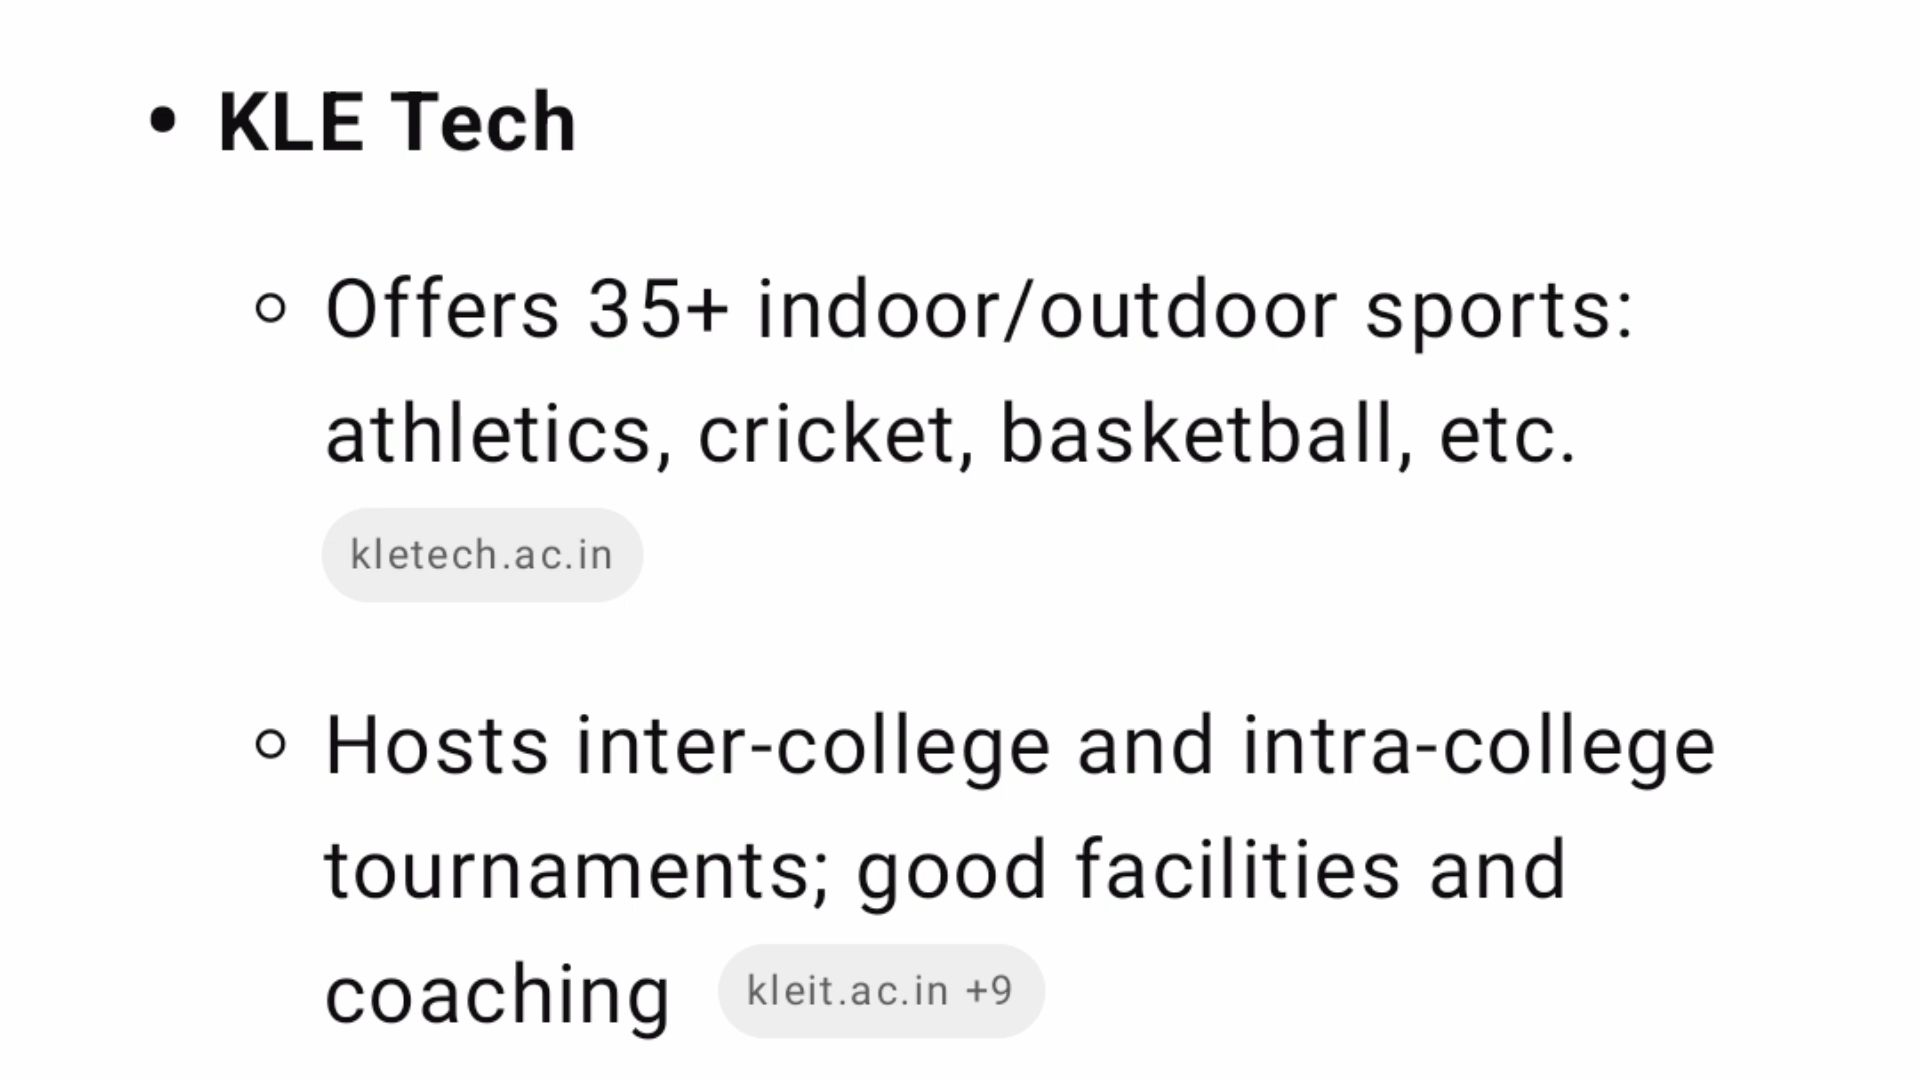 • KLE Tech
○ Offers 35+ indoor/outdoor sports:
athletics, cricket, basketball, etc.
kletech.ac.in
○ Hosts inter-college and intra-college
tournaments; good facilities and
coaching kleit.ac.in +9